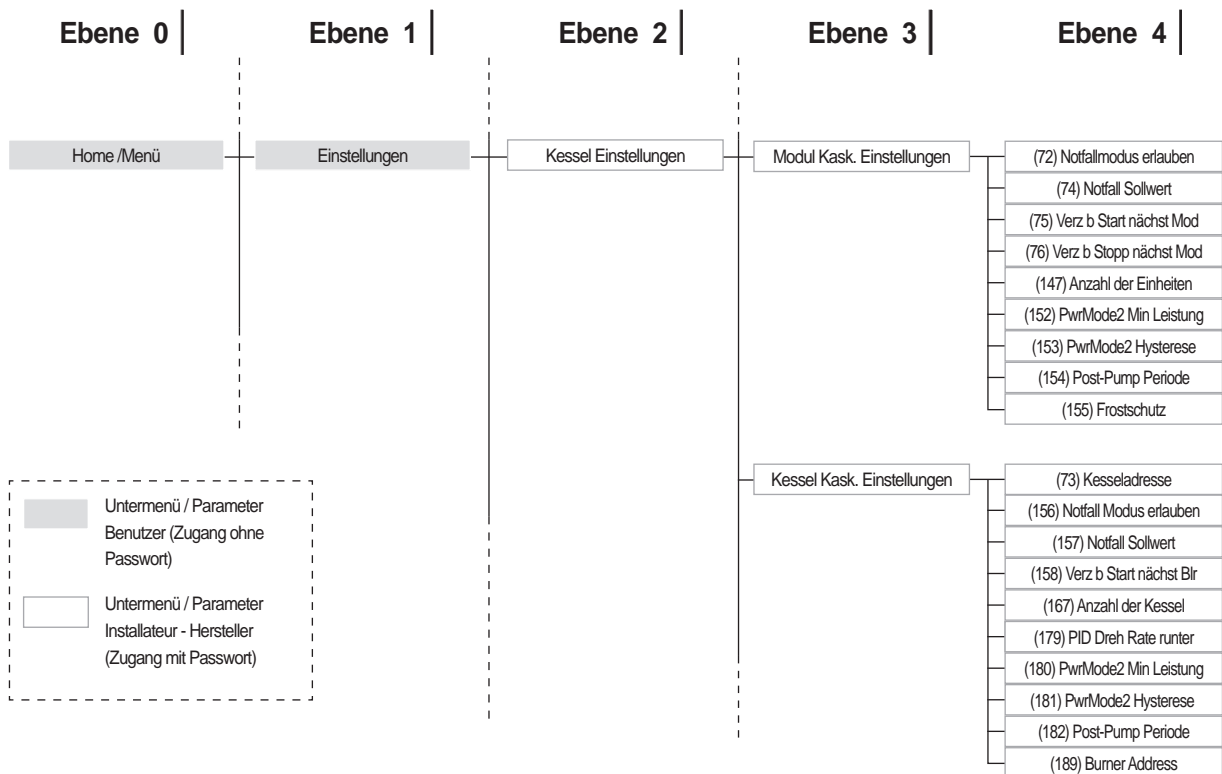 Ebene 0
Ebene 1
Ebene 2
Ebene 3
Ebene 4
Home /Menü
Einstellungen
Kessel Einstellungen
Modul Kask. Einstellungen
(72) Notfallmodus erlauben
(74) Notfall Sollwert
(75) Verz b Start nächst Mod
(76) Verz b Stopp nächst Mod
(147) Anzahl der Einheiten
(152) PwrMode2 Min Leistung
(153) PwrMode2 Hysterese
(154) Post-Pump Periode
(155) Frostschutz
Kessel Kask. Einstellungen
(73) Kesseladresse
(156) Notfall Modus erlauben
(157) Notfall Sollwert
(158) Verz b Start nächst Blr
(167) Anzahl der Kessel
(179) PID Dreh Rate runter
(180) PwrMode2 Min Leistung
(181) PwrMode2 Hysterese
(182) Post-Pump Periode
(189) Burner Address
Untermenü / Parameter
Benutzer (Zugang ohne
Passwort)
Untermenü / Parameter
Installateur - Hersteller
(Zugang mit Passwort)